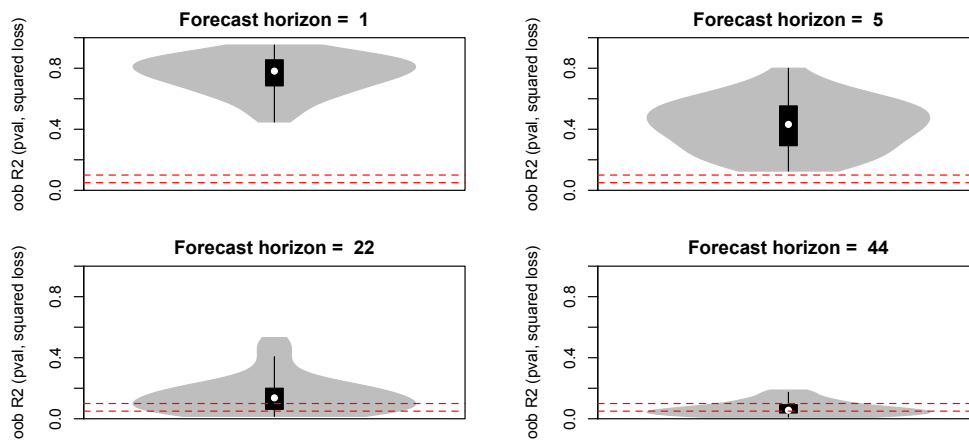 Forecast horizon = 1
oob R2 (pval, squared loss)
0.8
0.4
0.0
Forecast horizon = 5
oob R2 (pval, squared loss)
0.8
0.4
0.0
Forecast horizon = 22
oob R2 (pval, squared loss)
0.8
0.4
0.0
Forecast horizon = 44
oob R2 (pval, squared loss)
0.8
0.4
0.0